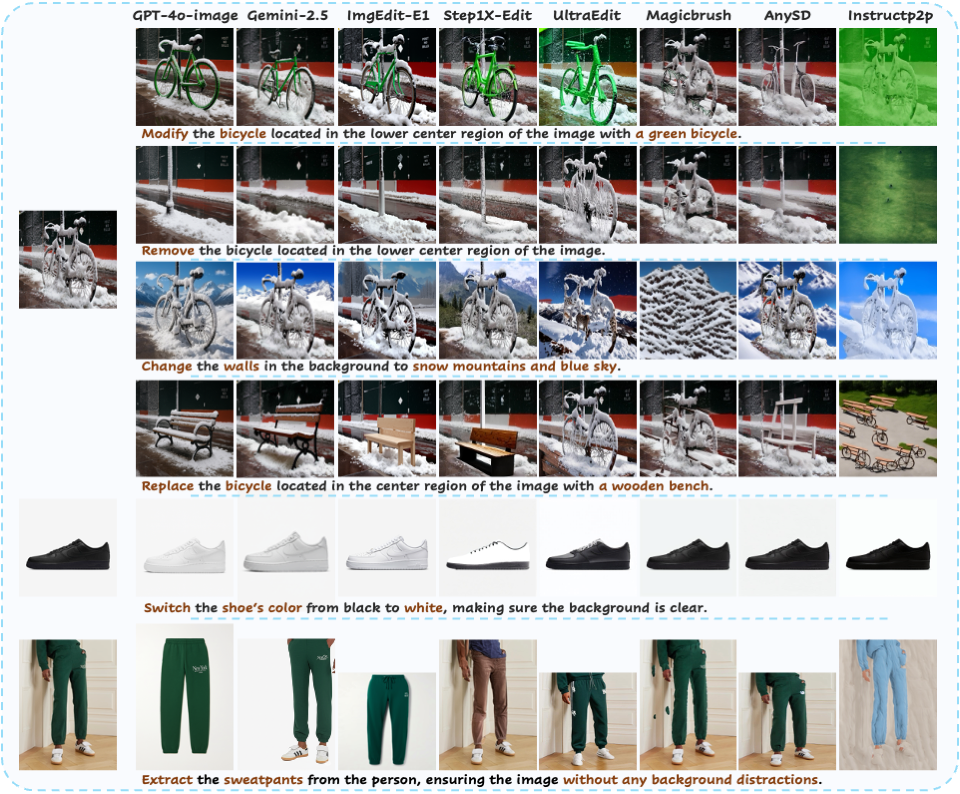 GPT-4o-image Gemini-2.5 ImgEdit-E1 Step1X-Edit UltraEdit Magicbrush AnySD Instructp2p
Modify the bicycle located in the lower center region of the image with a green bicycle.
Remove the bicycle located in the lower center region of the image.
Change the walls in the background to snow mountains and blue sky.
Replace the bicycle located in the center region of the image with a wooden bench.
Switch the shoe's color from black to white, making sure the background is clear.
New York
Extract the sweatpants from the person, ensuring the image without any background distractions.